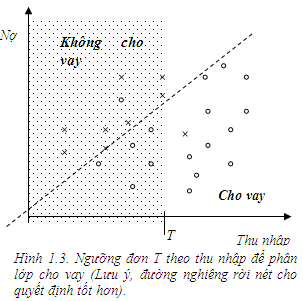 Nợ
Không cho
vay
Cho vay
T
Thu nhập
Hình 1.3. Ngưỡng đơn T theo thu nhập để phân
lớp cho vay (Lưu ý, đường nghiêng rời nét cho
quyết định tốt hơn).